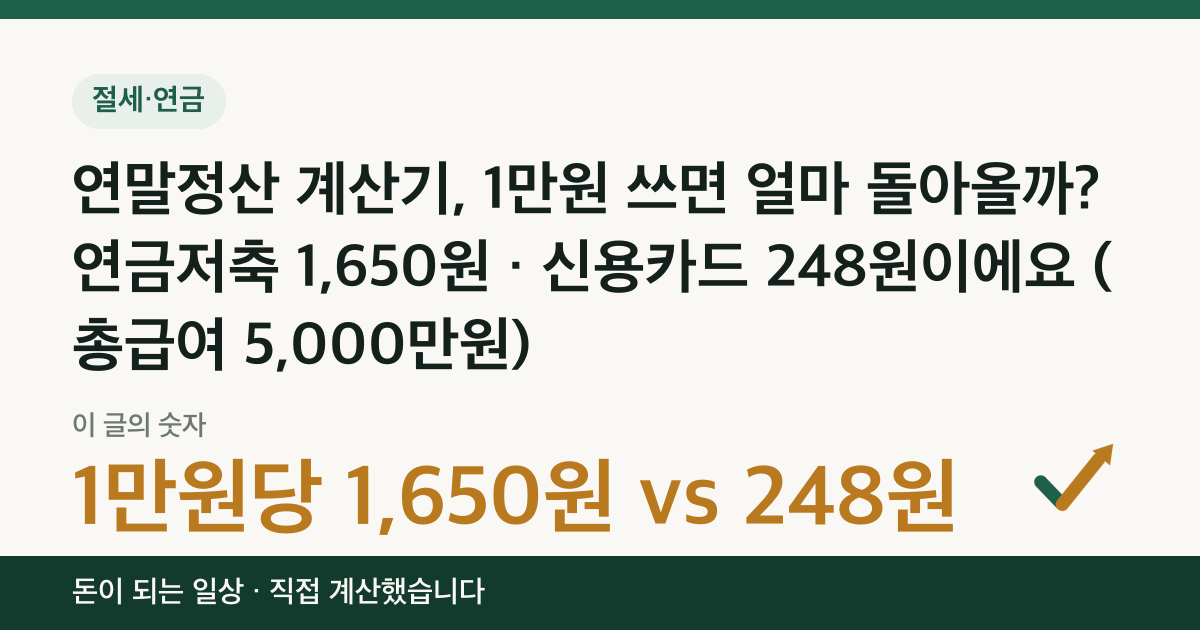 절세·연금
연말정산 계산기, 1만원 쓰면 얼마 돌아올까?
연금저축 1,650원 · 신용카드 248원이에요 (
총급여 5,000만원)
이 글의 숫자
1만원당 1,650원 vs 248원
돈이 되는 일상 · 직접 계산했습니다